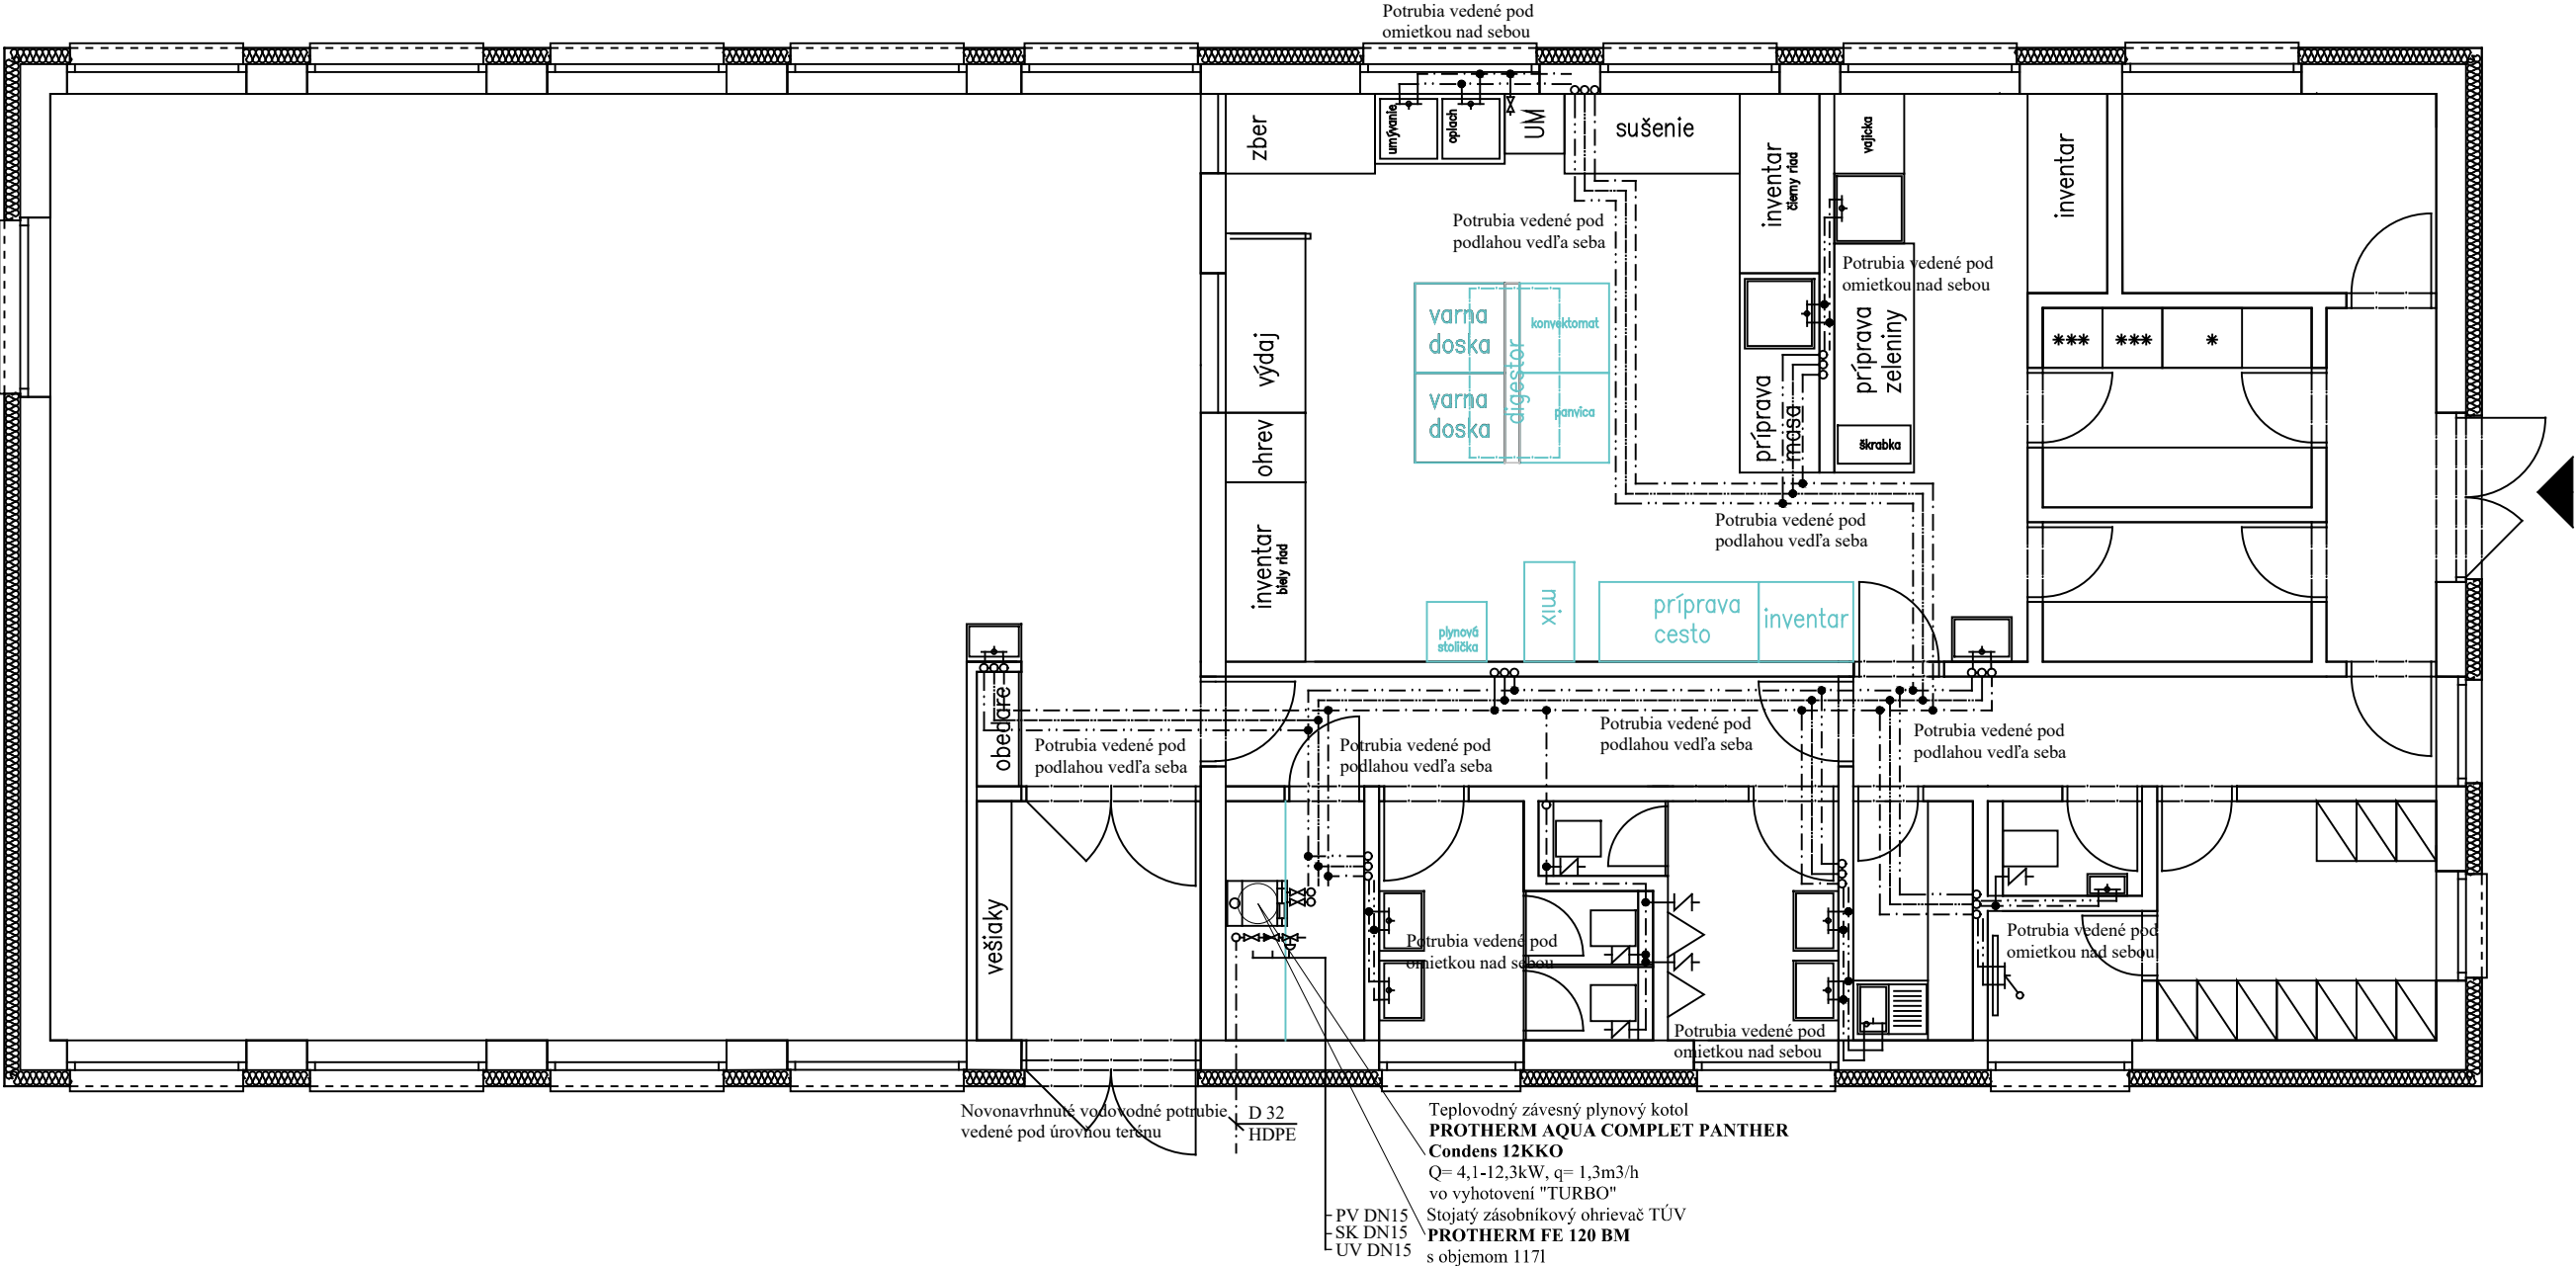 Potrubia vedené pod
omietkou nad sebou
zber
umývanie
oplach
UM
sušenie
inventar
čierny riad
vajicka
inventar
Potrubia vedené pod
podlahou vedľa seba
Potrubia vedené pod
omietkou nad sebou
varna
doska
konvektomat
digestor
varna
doska
panvica
výdaj
ohrev
inventar
biely riad
príprava
masa
príprava
zeleniny
škrabka
***
***
*
Potrubia vedené pod
podlahou vedľa seba
plynová
stolička
mix
príprava
cesto
inventar
obedare
Potrubia vedené pod
podlahou vedľa seba
Potrubia vedené pod
podlahou vedľa seba
Potrubia vedené pod
podlahou vedľa seba
Potrubia vedené pod
podlahou vedľa seba
vešiaky
Potrubia vedené pod
omietkou nad sebou
Potrubia vedené pod
omietkou nad sebou
Potrubia vedené pod
omietkou nad sebou
Novonavrhnuté vodovodné potrubie
vedené pod úrovňou terénu
D 32
HDPE
Teplovodný závesný plynový kotol
PROTHERM AQUA COMPLET PANTHER
Condens 12KKO
Q= 4,1-12,3kW, q= 1,3m3/h
vo vyhotovení "TURBO"
Stojatý zásobníkový ohrievač TÚV
PROTHERM FE 120 BM
s objemom 117l
PV DN15
SK DN15
UV DN15